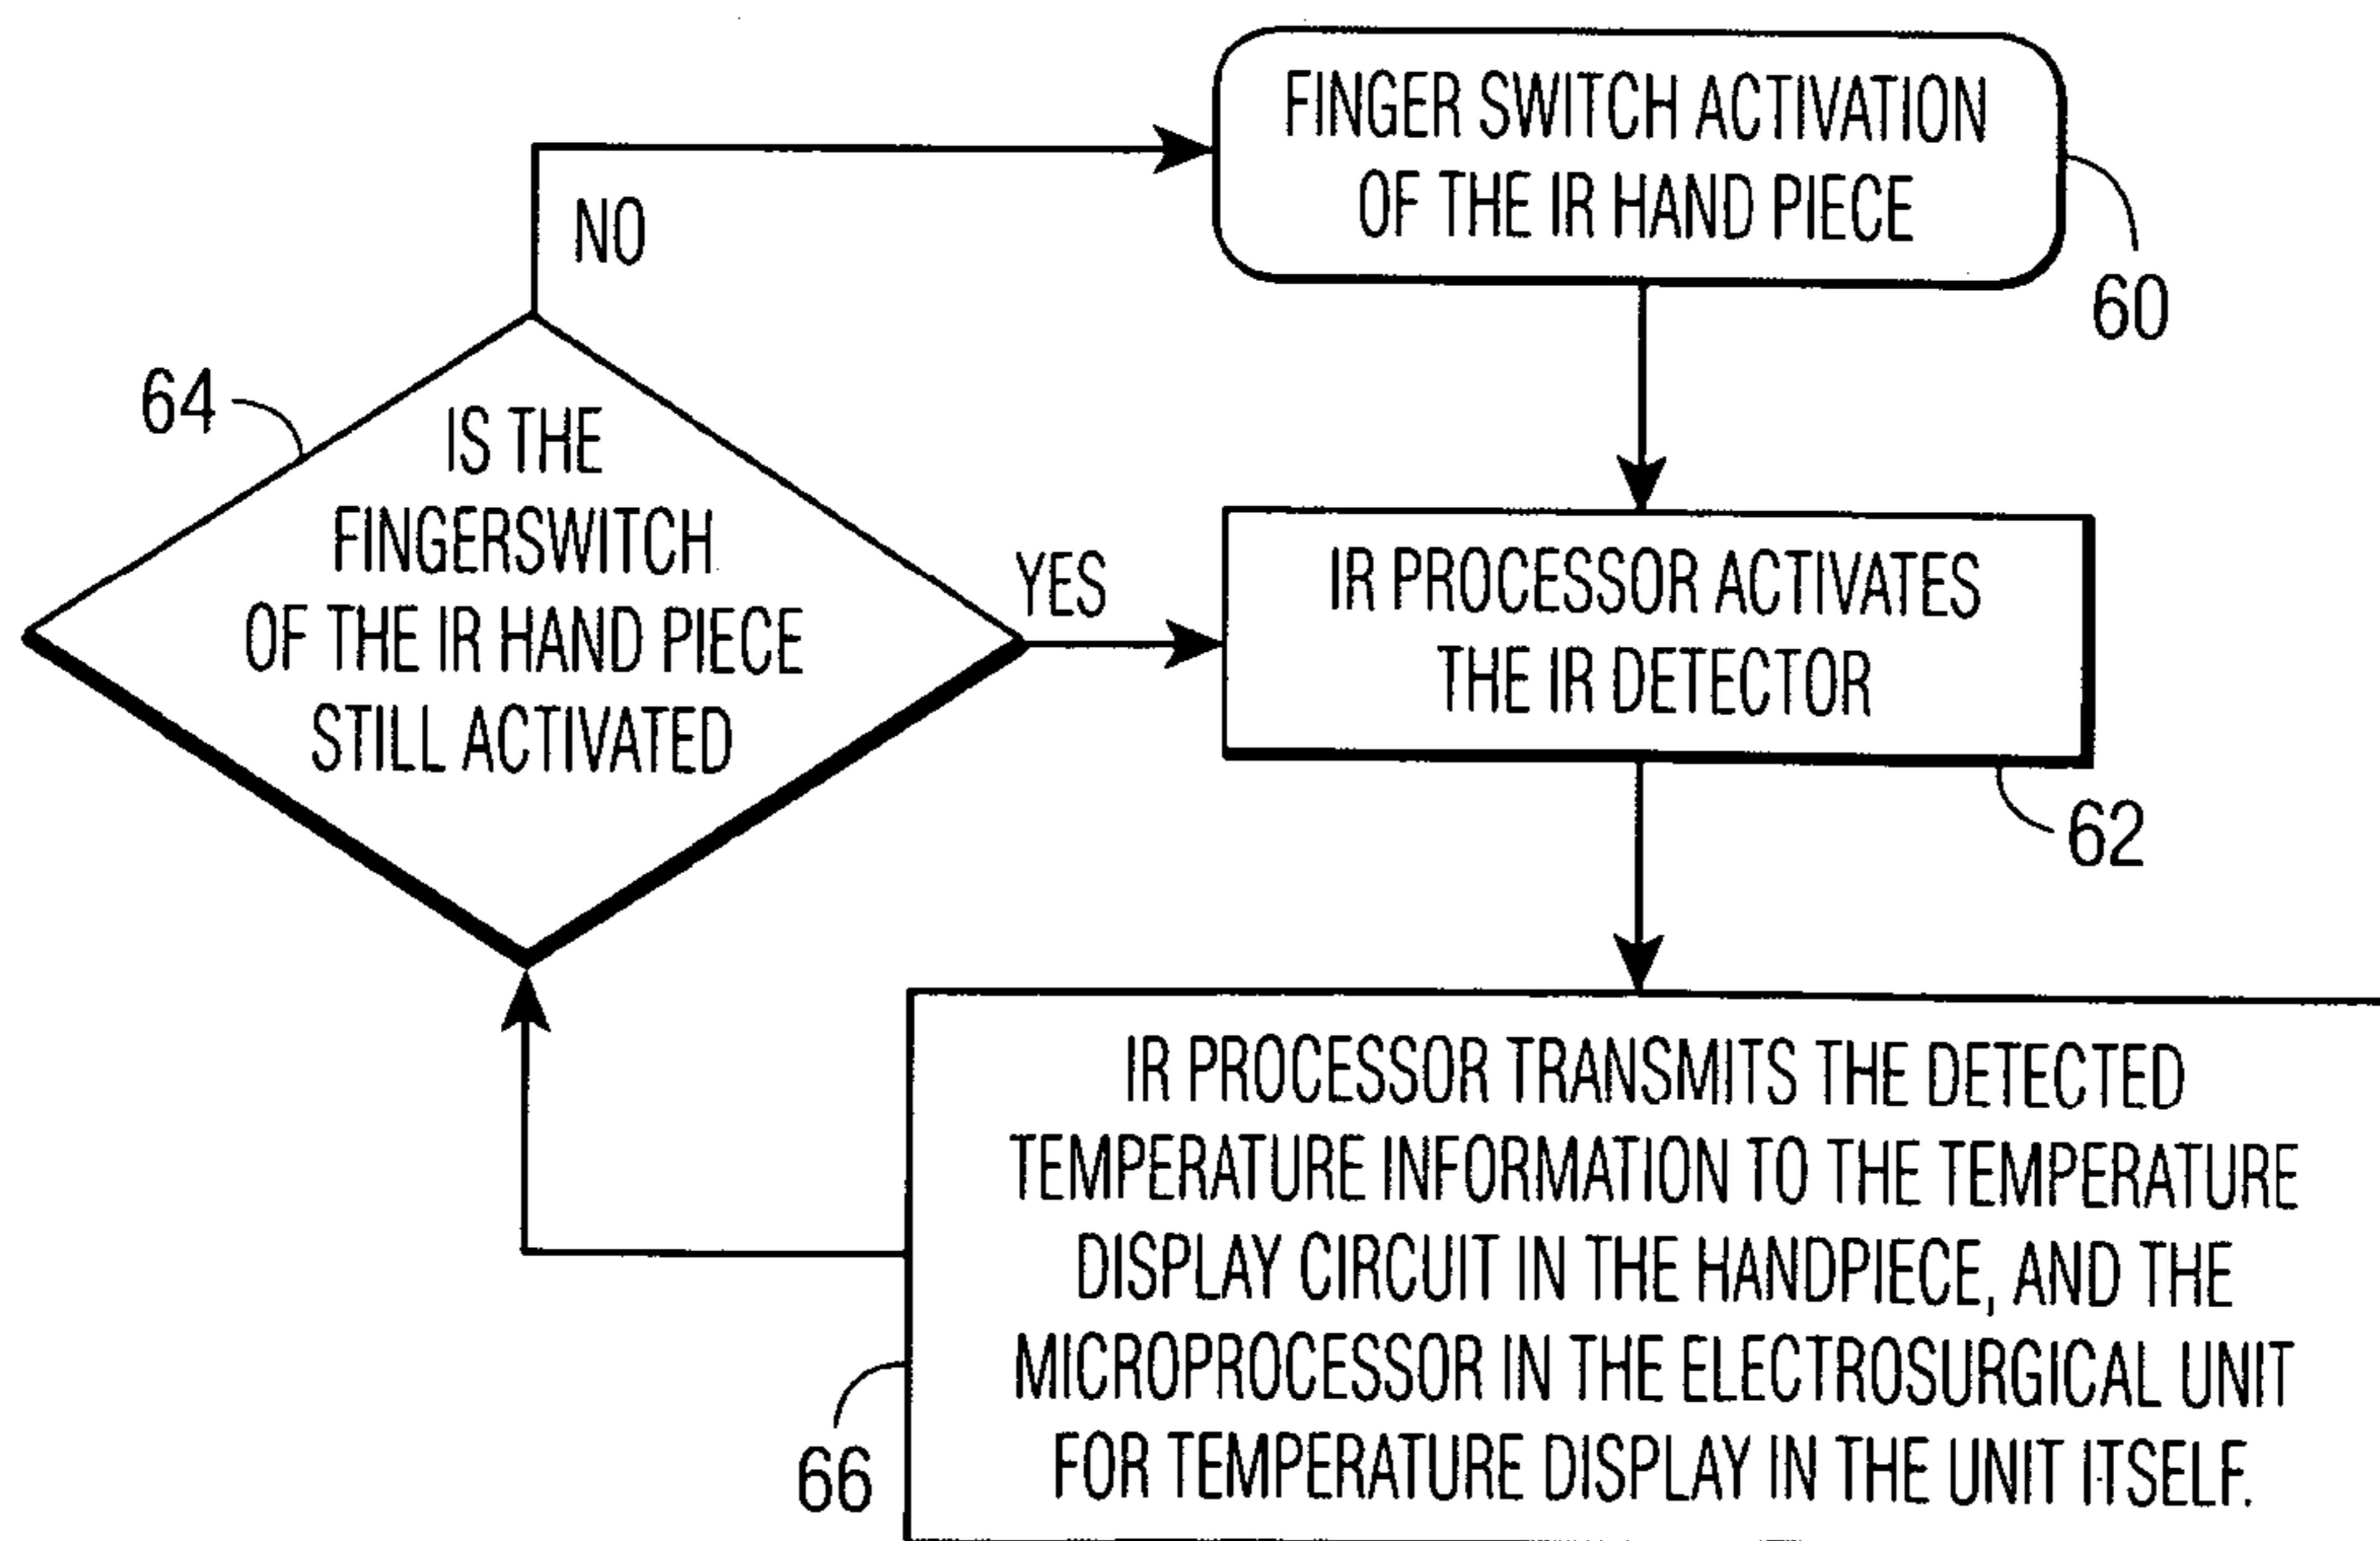 FINGER SWITCH ACTIVATION
OF THE IR HAND PIECE
60
NO
64
IS THE
FINGERSWITCH
OF THE IR HAND PIECE
STILL ACTIVATED
YES
IR PROCESSOR ACTIVATES
THE IR DETECTOR
62
IR PROCESSOR TRANSMITS THE DETECTED
TEMPERATURE INFORMATION TO THE TEMPERATURE
DISPLAY CIRCUIT IN THE HANDPIECE, AND THE
MICROPROCESSOR IN THE ELECTROSURGICAL UNIT
FOR TEMPERATURE DISPLAY IN THE UNIT ITSELF.
66